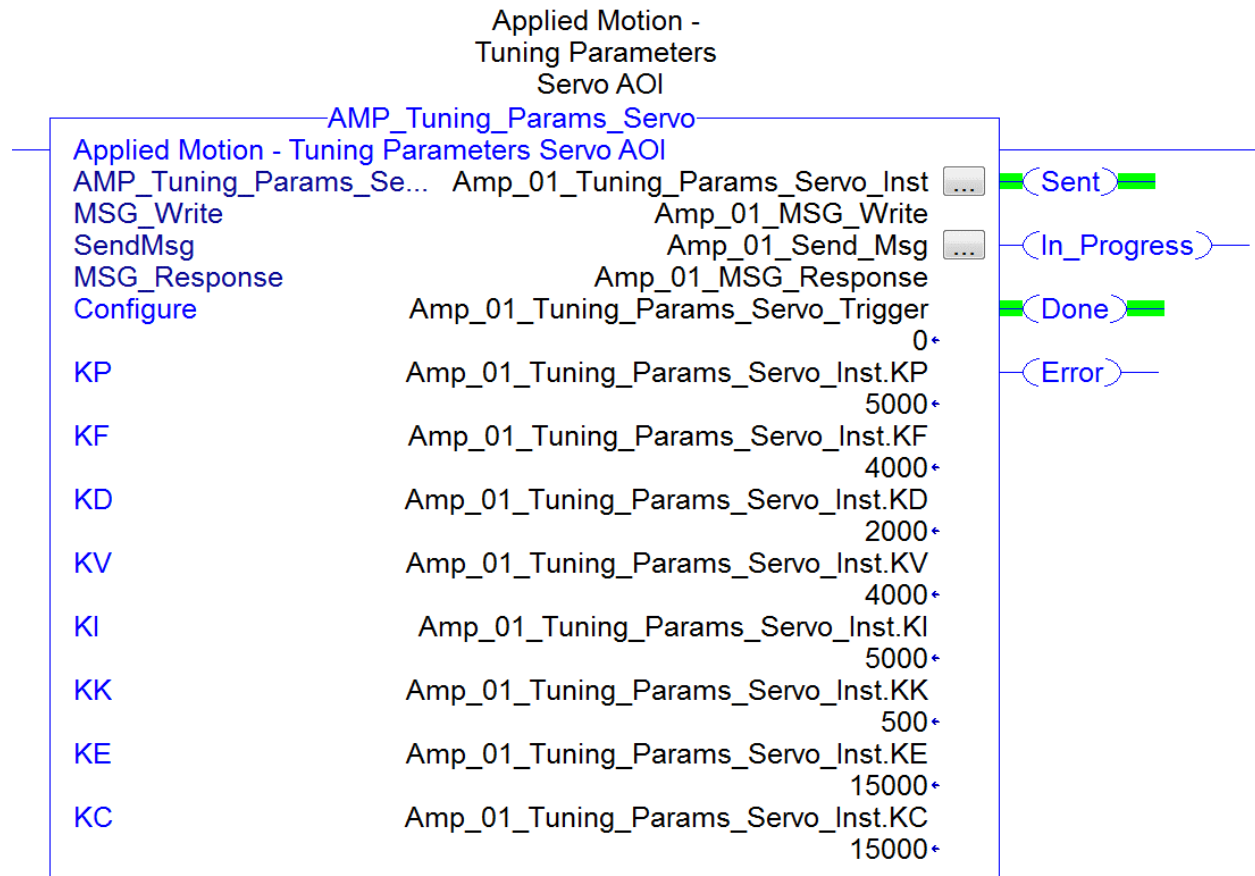 Applied Motion -
Tuning Parameters
Servo AOI
AMP_Tuning_Params_Servo
Applied Motion - Tuning Parameters Servo AOI
AMP_Tuning_Params_Se... Amp_01_Tuning_Params_Servo_Inst ... Sent
MSG_Write Amp_01_MSG_Write
SendMsg Amp_01_Send_Msg ... In_Progress
MSG_Response Amp_01_MSG_Response
Configure Amp_01_Tuning_Params_Servo_Trigger Done
0
KP Amp_01_Tuning_Params_Servo_Inst.KP Error
5000
KF Amp_01_Tuning_Params_Servo_Inst.KF
4000
KD Amp_01_Tuning_Params_Servo_Inst.KD
2000
KV Amp_01_Tuning_Params_Servo_Inst.KV
4000
KI Amp_01_Tuning_Params_Servo_Inst.KI
5000
KK Amp_01_Tuning_Params_Servo_Inst.KK
500
KE Amp_01_Tuning_Params_Servo_Inst.KE
15000
KC Amp_01_Tuning_Params_Servo_Inst.KC
15000